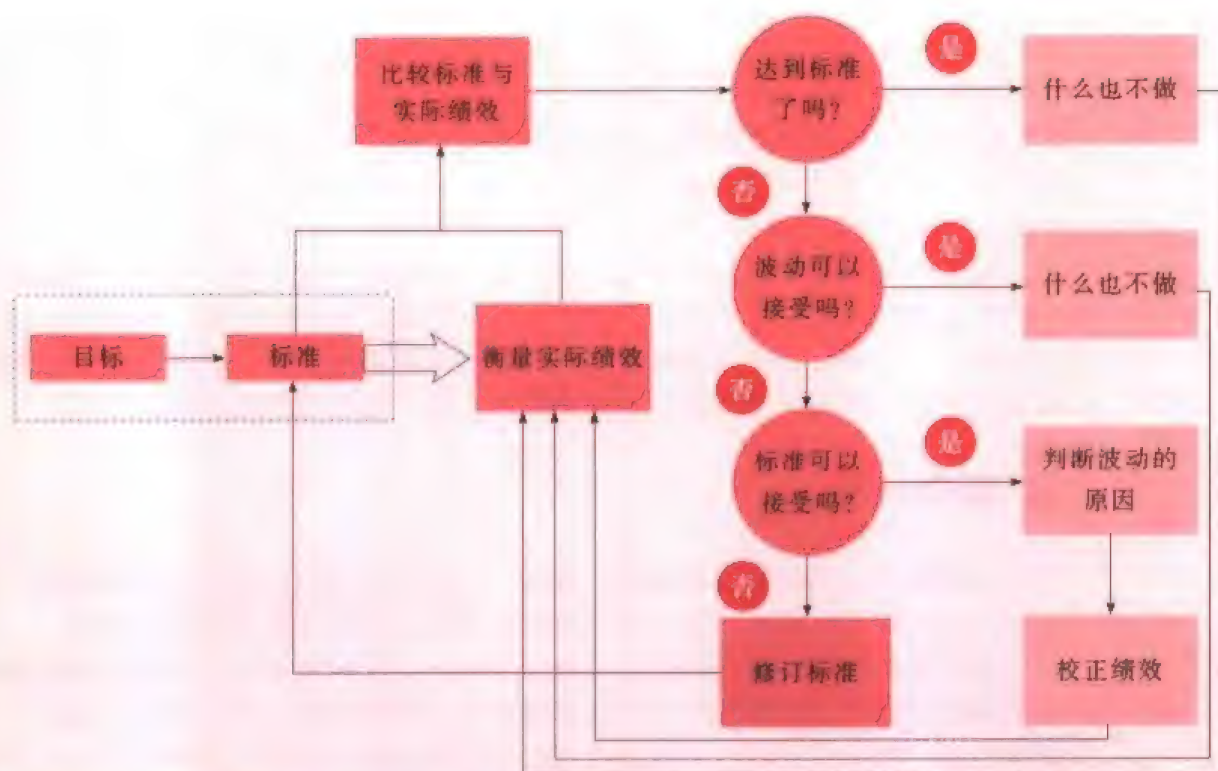 比较标准与
实际绩效
达到标准
了吗?
是
什么也不做
否
波动可以
接受吗?
是
什么也不做
目标
标准
衡量实际绩效
否
标准可以
接受吗?
是
判断波动的
原因
否
修订标准
校正绩效